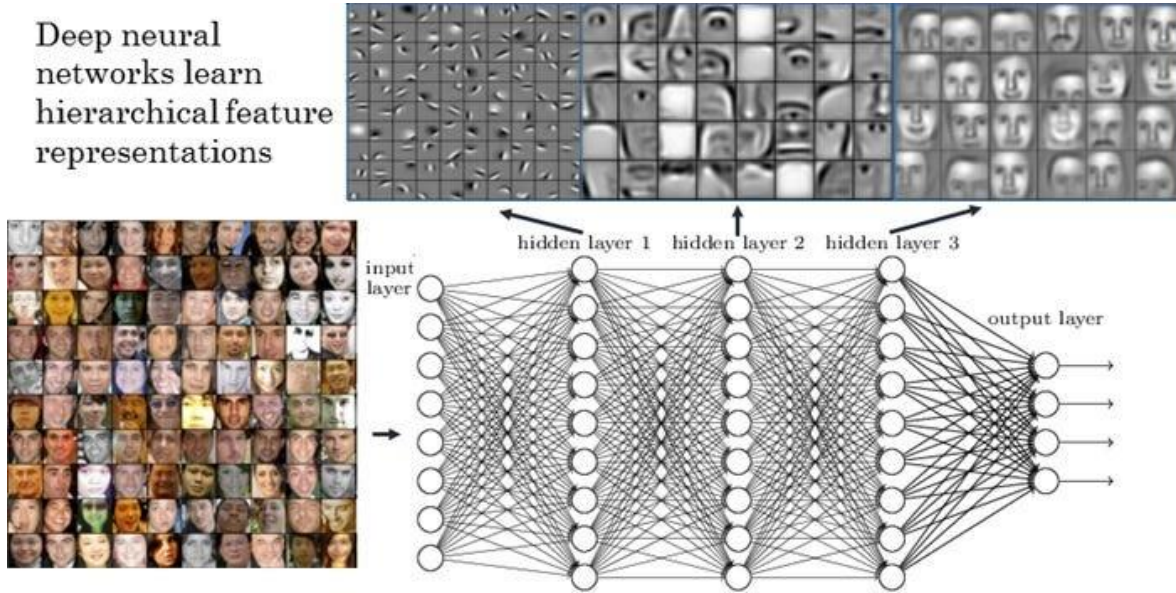 Deep neural
networks learn
hierarchical feature
representations
hidden layer 1 hidden layer 2 hidden layer 3
input
layer
output layer